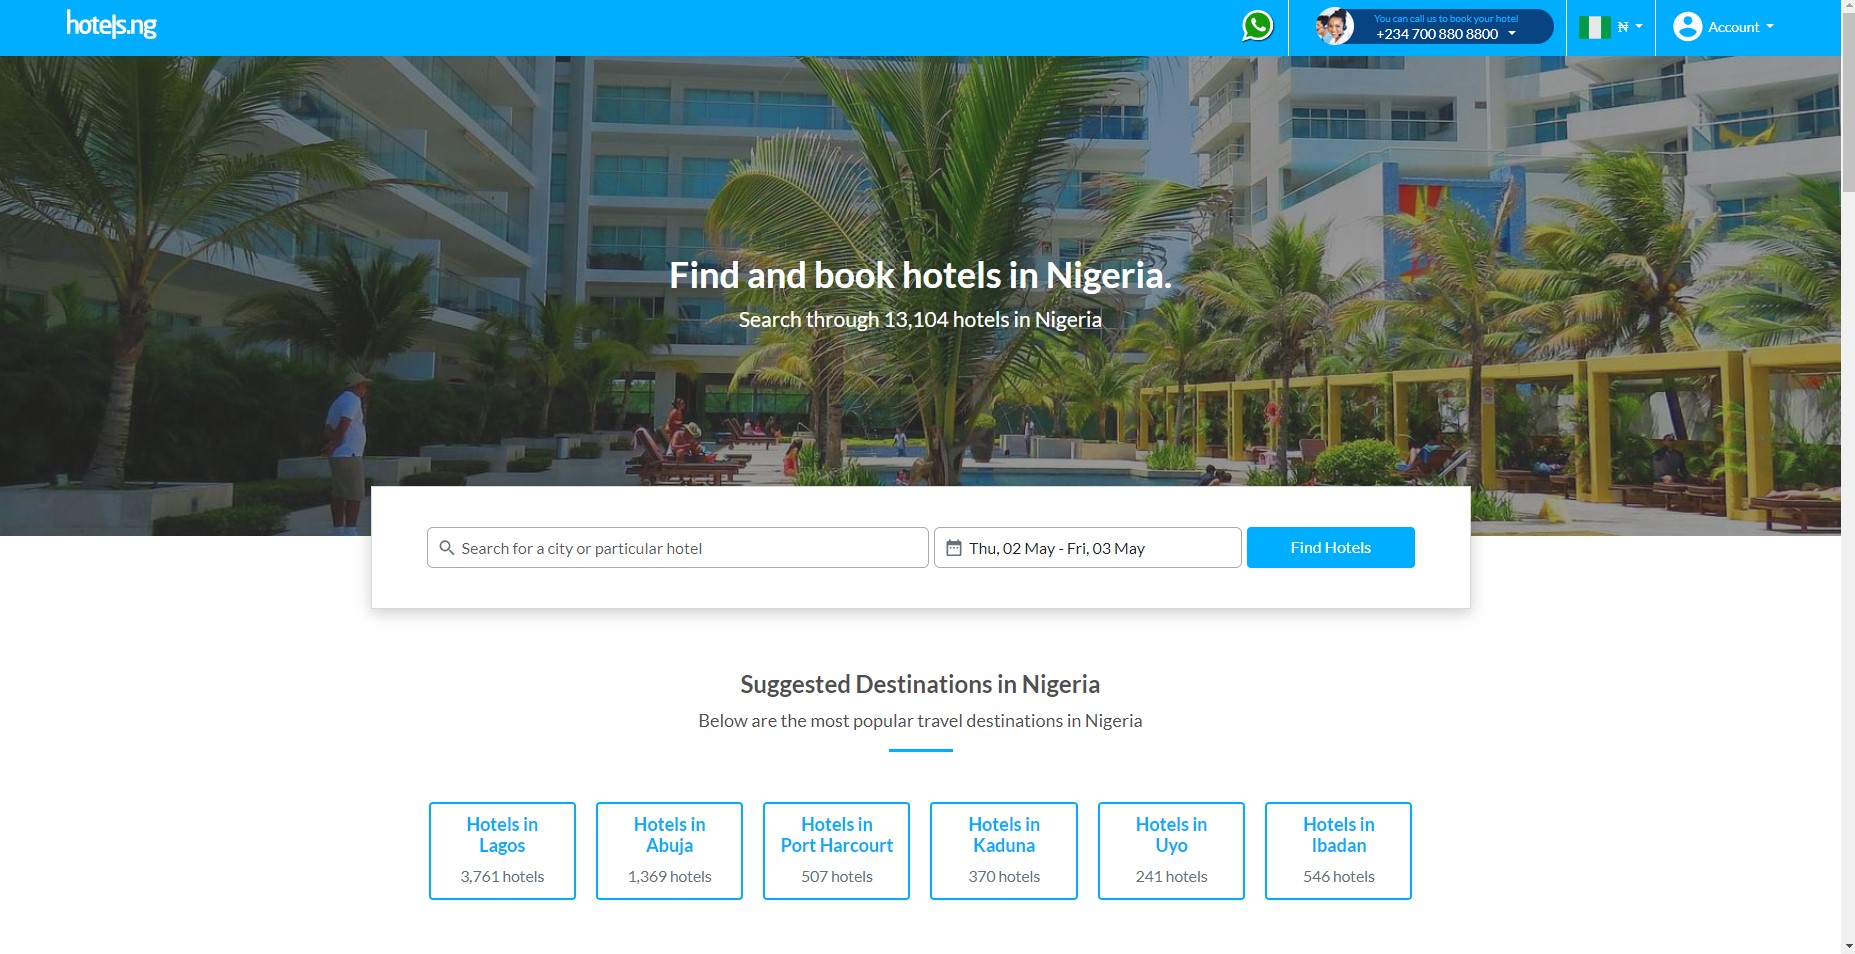 hotels.ng
You can call us to book your hotel
+234 700 880 8800
₦
Account
Find and book hotels in Nigeria.
Search through 13,104 hotels in Nigeria
Search for a city or particular hotel
Thu, 02 May - Fri, 03 May
Find Hotels
Suggested Destinations in Nigeria
Below are the most popular travel destinations in Nigeria
Hotels in
Lagos
3,761 hotels
Hotels in
Abuja
1,369 hotels
Hotels in
Port Harcourt
507 hotels
Hotels in
Kaduna
370 hotels
Hotels in
Uyo
241 hotels
Hotels in
Ibadan
546 hotels